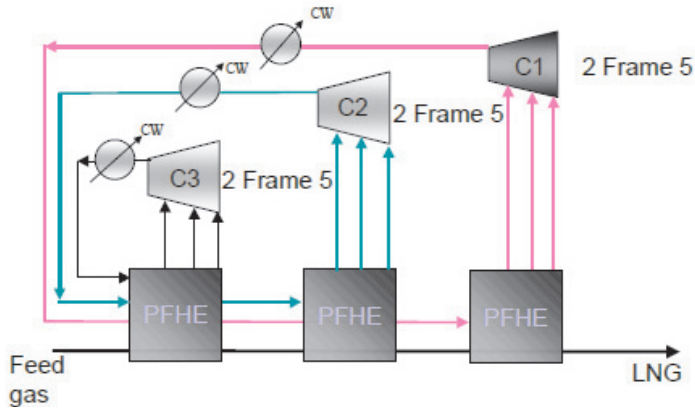 CW
C1
2 Frame 5
CW
C2
2 Frame 5
CW
C3
2 Frame 5
PFHE
PFHE
PFHE
Feed
gas
LNG